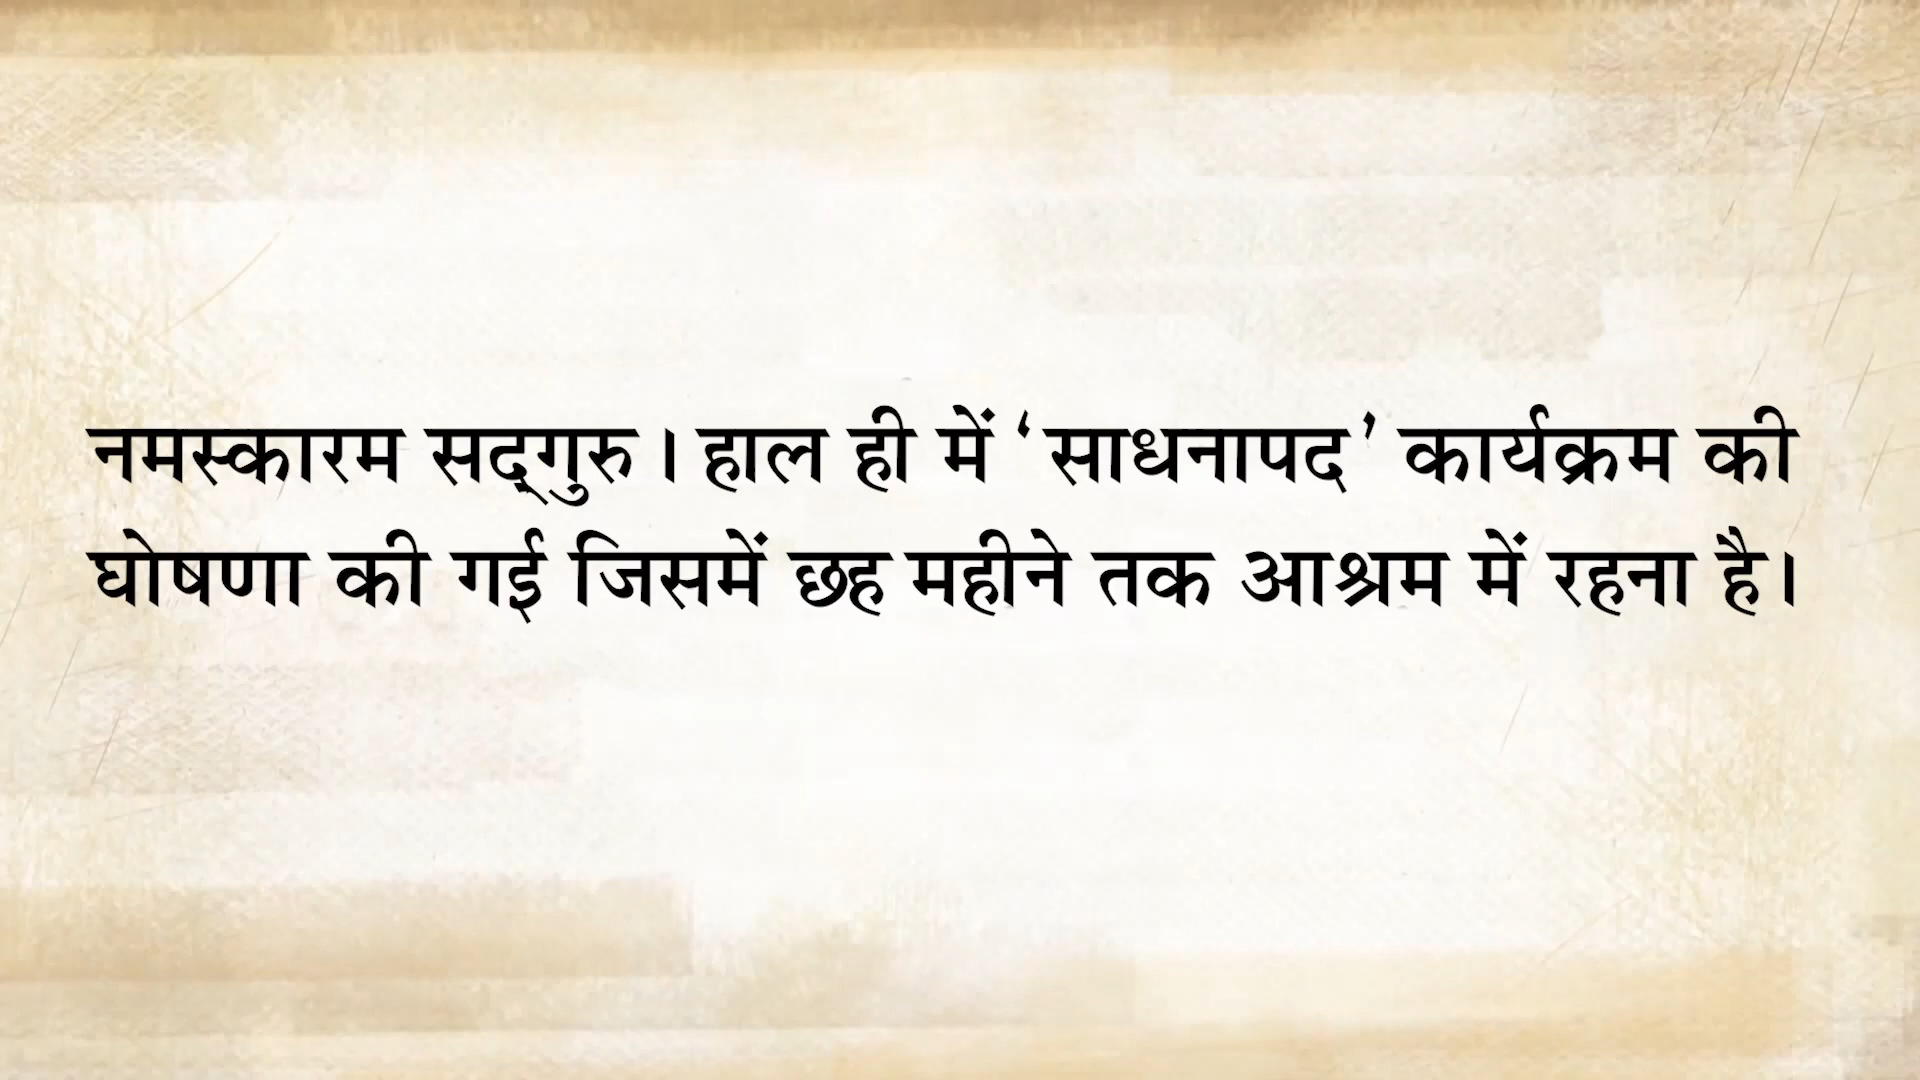 नमस्कारम सद्‌गुरु । हाल ही में ‘साधनापद’ कार्यक्रम की
घोषणा की गई जिसमें छह महीने तक आश्रम में रहना है।